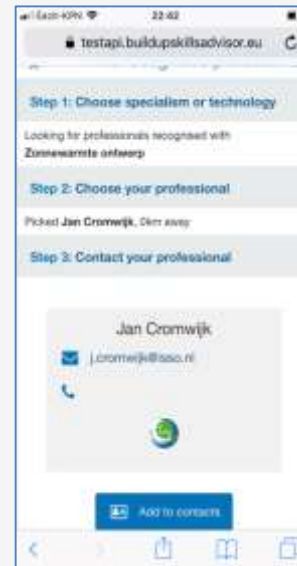 22:42
testapi.buildupskillsadvisor.eu
Step 1: Choose specialism or technology
Looking for professionals recognised with
Zonnewarmte ontwerp
Step 2: Choose your professional
Picked Jan Cromwijk, 0km away
Step 3: Contact your professional
Jan Cromwijk
j.cromwijk@isso.nl
Add to contacts